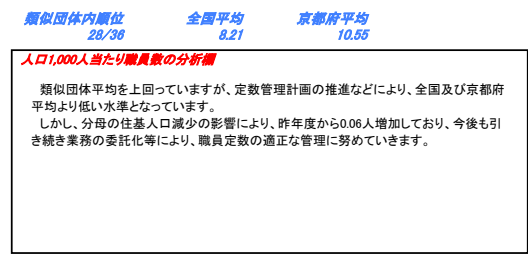 類似団体内順位 全国平均 京都府平均
28/36 8.21 10.55
人口1,000人当たり職員数の分析欄
類似団体平均を上回っていますが、定数管理計画の推進などにより、全国及び京都府
平均より低い水準となっています。
しかし、分母の住基人口減少の影響により、昨年度から0.06人増加しており、今後も引
き続き業務の委託化等により、職員定数の適正な管理に努めていきます。